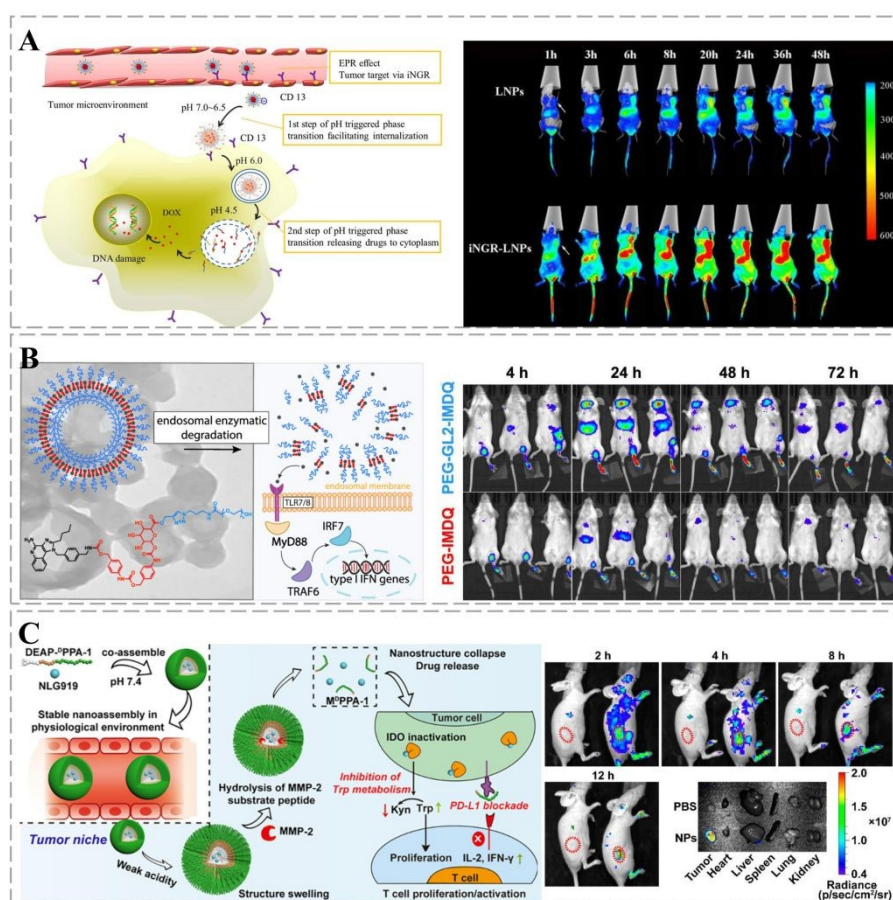 A
Tumor microenvironment
EPR effect
Tumor target via iNGR
CD 13
pH 7.0~6.5
1st step of pH triggered phase
transition facilitating internalization
CD 13
pH 6.0
DOX
pH 4.5
2nd step of pH triggered phase
transition releasing drugs to cytoplasm
DNA damage
1h 3h 6h 8h 20h 24h 36h 48h
LNPs
iNGR-LNPs
200
300
400
500
600
B
endosomal enzymatic
degradation
endosomal membrane
TLR7/8
MyD88
IRF7
TRAF6
type I IFN genes
4 h 24 h 48 h 72 h
PEG-GL2-IMDQ
PEG-IMDQ
C
DEAP-DPPA-1
co-assemble
NLG919
pH 7.4
Stable nanoassembly in
physiological environment
Tumor niche
Weak acidity
Structure swelling
Hydrolysis of MMP-2
substrate peptide
MMP-2
MDPPA-1
Nanostructure collapse
Drug release
Tumor cell
IDO inactivation
Inhibition of
Trp metabolism
Kyn Trp
PD-L1 blockade
Proliferation
IL-2, IFN-γ ↑
T cell
T cell proliferation/activation
2 h 4 h 8 h
12 h
PBS
NPs
Tumor
Heart
Liver
Spleen
Lung
Kidney
2.0
1.6
1.2
0.8
0.4
×10⁷
Radiance
(p/sec/cm²/sr)